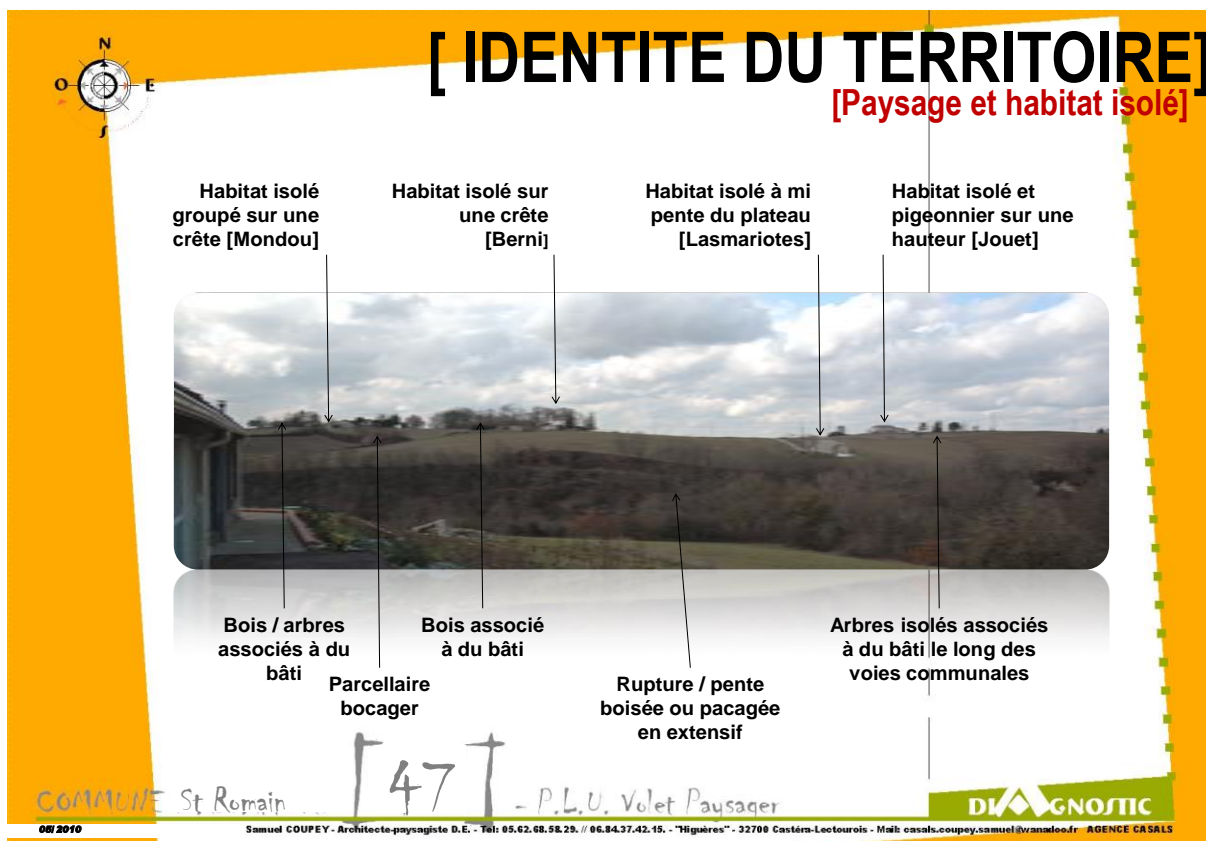 N
O
E
S
[ IDENTITE DU TERRITOIRE]
[Paysage et habitat isolé]
Habitat isolé
groupé sur une
crête [Mondou]
Habitat isolé sur
une crête
[Berni]
Habitat isolé à mi
pente du plateau
[Lasmariotes]
Habitat isolé et
pigeonnier sur une
hauteur [Jouet]
Bois / arbres
associés à du
bâti
Parcellaire
bocager
Bois associé
à du bâti
Rupture / pente
boisée ou pacagée
en extensif
Arbres isolés associés
à du bâti le long des
voies communales
COMMUNE St Romain ... [47] - P.L.U. Volet Paysager
DIAGNOSTIC
05/2010
Samuel COUPEY - Architecte-paysagiste D.E. - Tél: 05.62.68.58.29. // 06.84.37.42.15. - "Higuères" - 32700 Castéra-Lectourois - Mail: casals.coupey.samuel@wanadoo.fr AGENCE CASALS